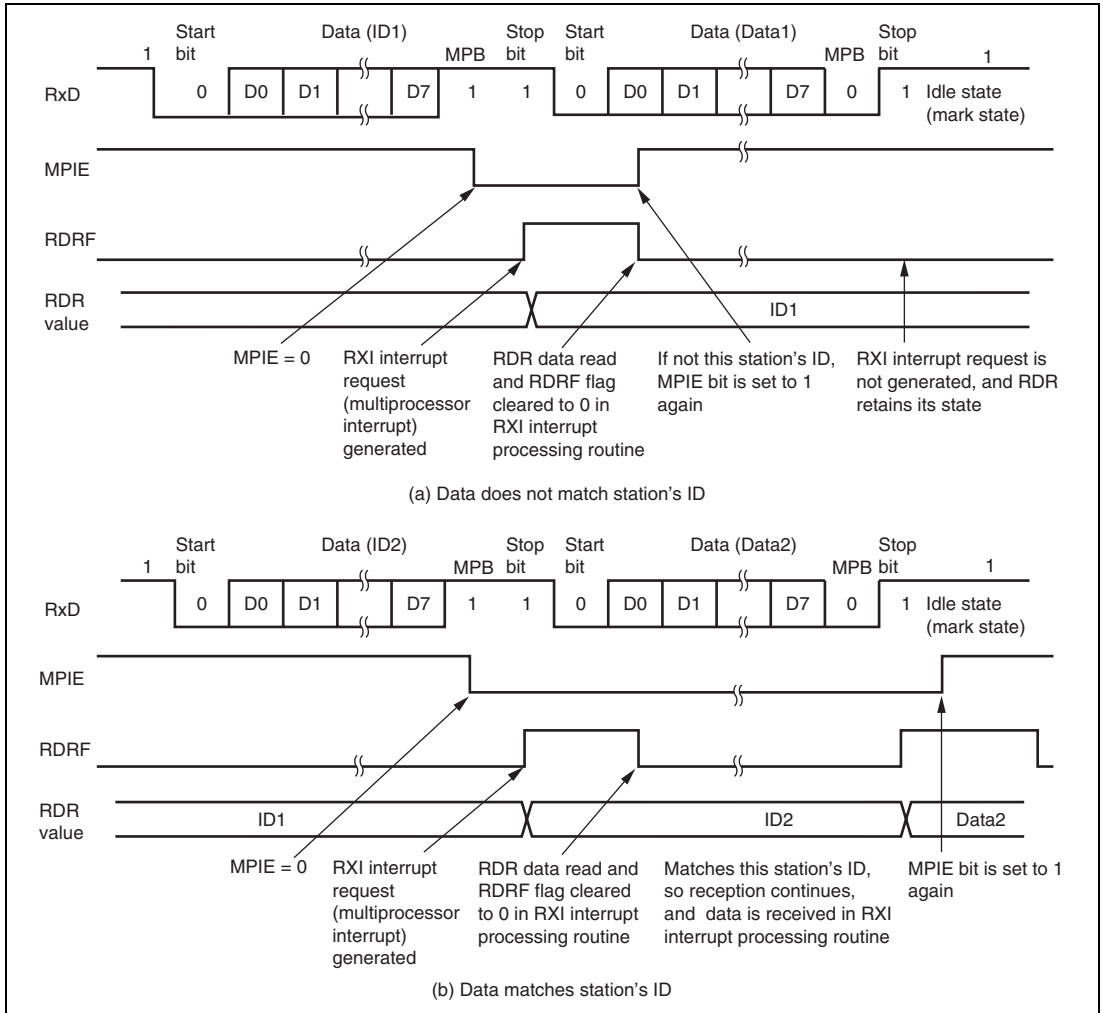 Start bit Data (ID1) MPB Stop bit Start bit Data (Data1) MPB Stop bit
1 1
RxD 0 D0 D1 D7 1 1 0 D0 D1 D7 0 1 Idle state (mark state)
MPIE
RDRF
RDR value ID1
MPIE = 0
RXI interrupt
request
(multiprocessor
interrupt)
generated
RDR data read
and RDRF flag
cleared to 0 in
RXI interrupt
processing routine
If not this station's ID,
MPIE bit is set to 1
again
RXI interrupt request is
not generated, and RDR
retains its state
(a) Data does not match station's ID
Start bit Data (ID2) MPB Stop bit Start bit Data (Data2) MPB Stop bit
1 1
RxD 0 D0 D1 D7 1 1 0 D0 D1 D7 0 1 Idle state (mark state)
MPIE
RDRF
RDR value ID1 ID2 Data2
MPIE = 0
RXI interrupt
request
(multiprocessor
interrupt)
generated
RDR data read and
RDRF flag cleared
to 0 in RXI interrupt
processing routine
Matches this station's ID,
so reception continues,
and data is received in RXI
interrupt processing routine
MPIE bit is set to 1
again
(b) Data matches station's ID